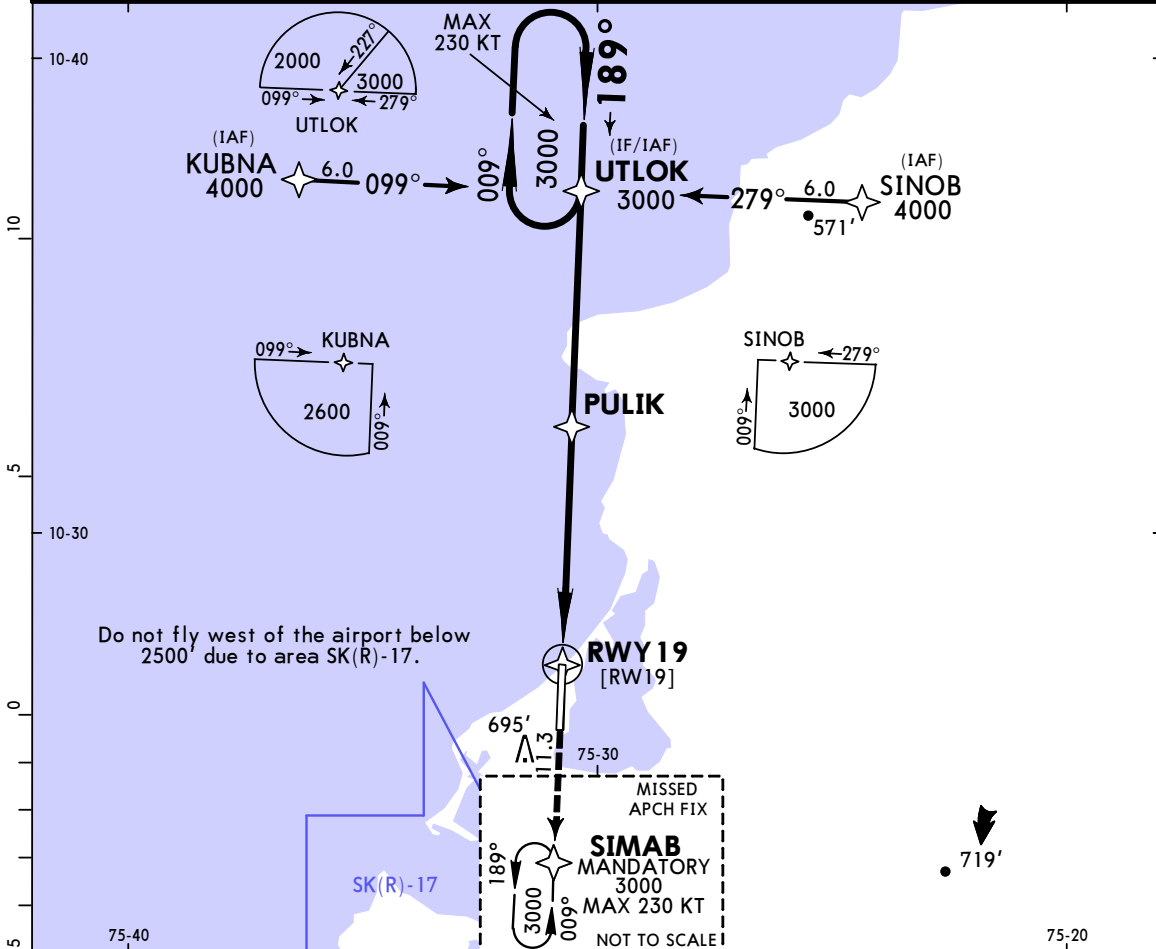 10-40
2000
227°
3000
099°
279°
UTLOK
MAX
230 KT
189°
(IAF)
KUBNA
4000
6.0
099°
009°
3000
(IF/IAF)
UTLOK
3000
279°
6.0
(IAF)
SINOB
4000
571'
10
099°
KUBNA
2600
009°
SINOB
279°
009°
3000
PULIK
5
10-30
Do not fly west of the airport below
2500' due to area SK(R)-17.
RWY19
[RW19]
0
695'
11.3
75-30
MISSED
APCH FIX
SIMAB
MANDATORY
3000
MAX 230 KT
189°
3000
009°
NOT TO SCALE
SK(R)-17
719'
5
75-40
75-20